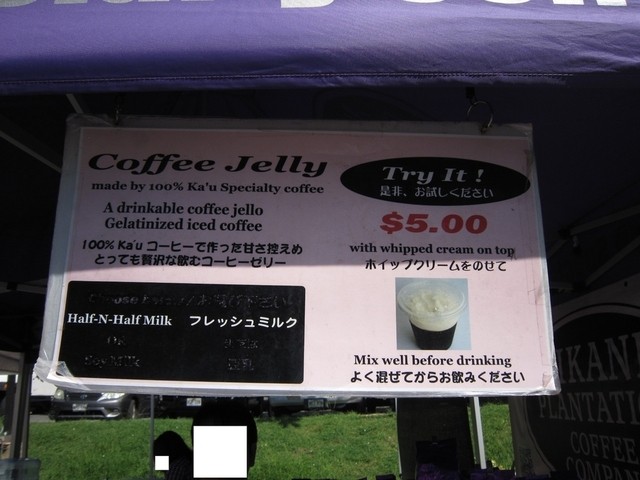 Coffee Jelly
made by 100% Ka'u Specialty coffee
A drinkable coffee jello
Gelatinized iced coffee
100% Ka'u コーヒーで作った甘さ控えめ
とっても贅沢な飲むコーヒーゼリー
Half-N-Half Milk フレッシュミルク
Try It !
是非、お試しください
$5.00
with whipped cream on top
ホイップクリームをのせて
Mix well before drinking
よく混ぜてからお飲みください
COFFEE